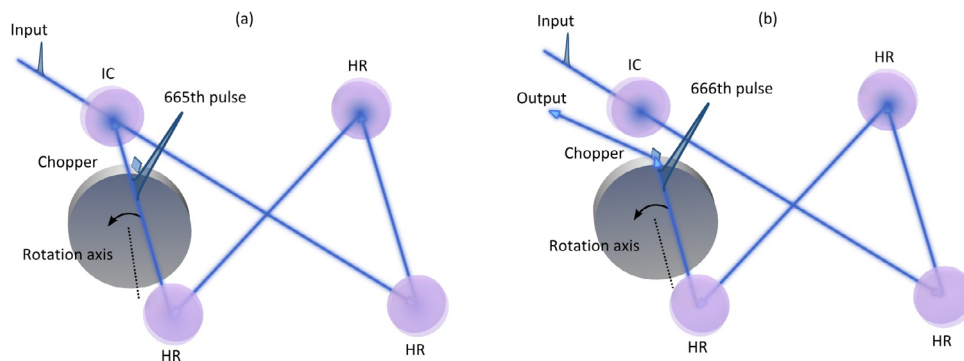 (a)
Input
IC
HR
665th pulse
Chopper
Rotation axis
HR
HR
(b)
Input
IC
HR
Output
666th pulse
Chopper
Rotation axis
HR
HR